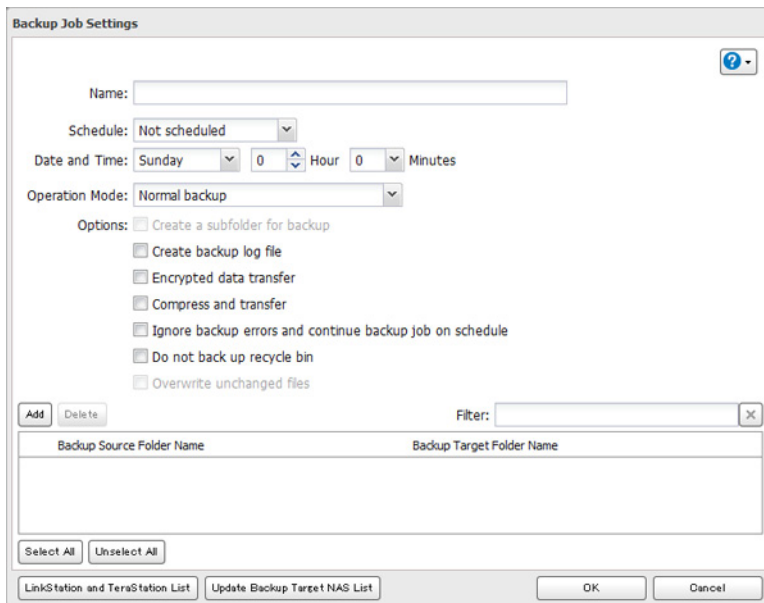 Backup Job Settings
?
Name:
Schedule: Not scheduled
Date and Time: Sunday 0 Hour 0 Minutes
Operation Mode: Normal backup
Options: Create a subfolder for backup
Create backup log file
Encrypted data transfer
Compress and transfer
Ignore backup errors and continue backup job on schedule
Do not back up recycle bin
Overwrite unchanged files
Add Delete Filter:
Backup Source Folder Name Backup Target Folder Name
Select All Unselect All
LinkStation and TeraStation List Update Backup Target NAS List OK Cancel